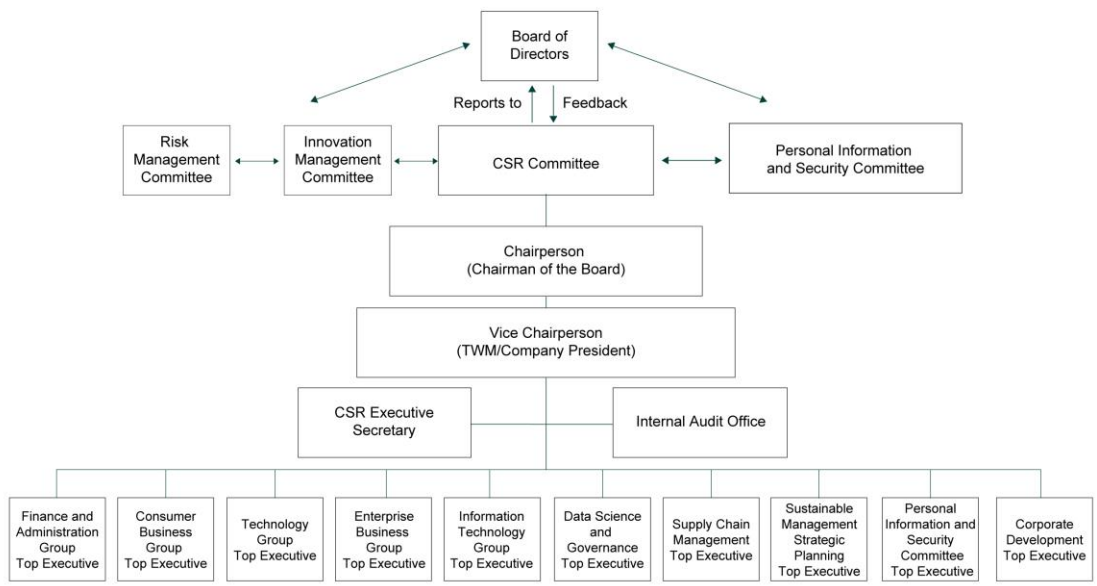 Board of
Directors
Reports to
Feedback
Risk
Management
Committee
Innovation
Management
Committee
CSR Committee
Personal Information
and Security Committee
Chairperson
(Chairman of the Board)
Vice Chairperson
(TWM/Company President)
CSR Executive
Secretary
Internal Audit Office
Finance and
Administration
Group
Top Executive
Consumer
Business
Group
Top Executive
Technology
Group
Top Executive
Enterprise
Business
Group
Top Executive
Information
Technology
Group
Top Executive
Data Science
and
Governance
Top Executive
Supply Chain
Management
Top Executive
Sustainable
Management
Strategic
Planning
Top Executive
Personal
Information and
Security
Committee
Top Executive
Corporate
Development
Top Executive